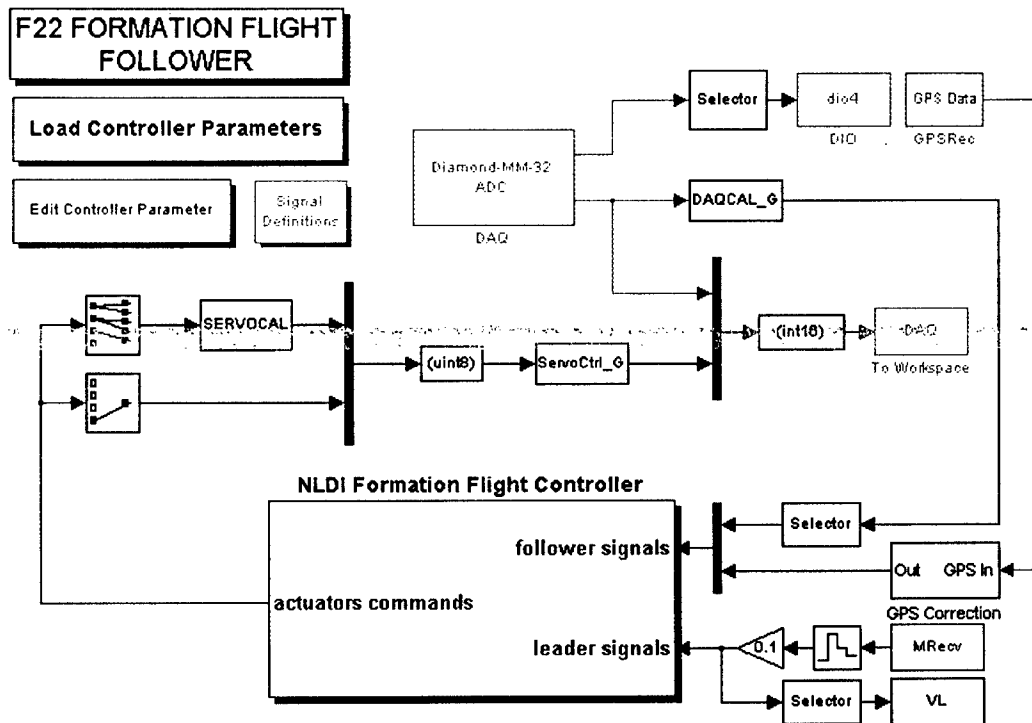 F22 FORMATION FLIGHT
FOLLOWER
Load Controller Parameters
Edit Controller Parameter
Signal
Definitions
Selector
dio4
DIO
GPS Data
GPSRec
Diamond-MM-32
ADC
DAQ
DAQCAL_G
SERVOCAL
(uint8)
ServoCtrl_G
(int16)
DAQ
To Workspace
NLDI Formation Flight Controller
follower signals
actuators commands
leader signals
Selector
Out GPS In
GPS Correction
0.1
MRecv
Selector
VL